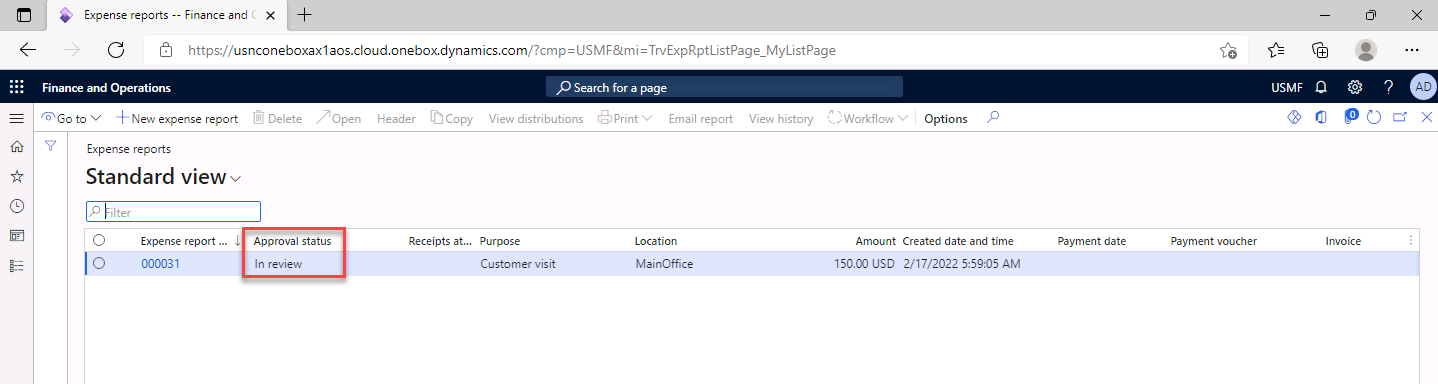 Expense reports -- Finance and O
https://usnconeboxax1aos.cloud.onebox.dynamics.com/?cmp=USMF&mi=TrvExpRptListPage_MyListPage
Finance and Operations Search for a page USMF ? AD
Go to New expense report Delete Open Header Copy View distributions Print Email report View history Workflow Options 0
Expense reports
Standard view
Filter
Expense report ... Approval status Receipts at... Purpose Location Amount Created date and time Payment date Payment voucher Invoice
000031 In review Customer visit MainOffice 150.00 USD 2/17/2022 5:59:05 AM